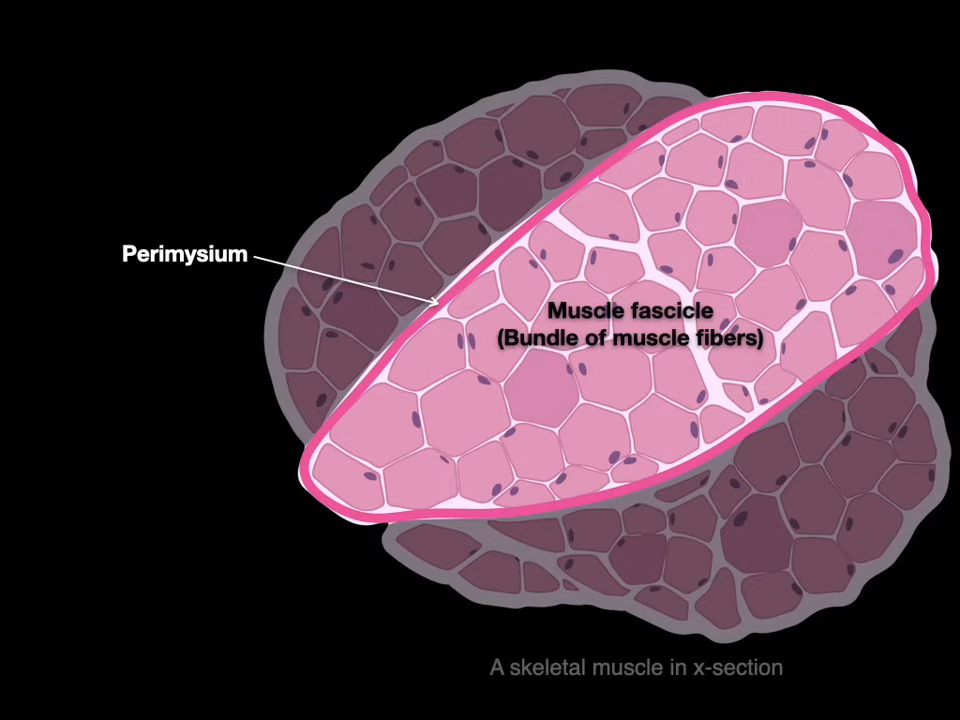 Perimysium
Muscle fascicle
(Bundle of muscle fibers)
A skeletal muscle in x-section